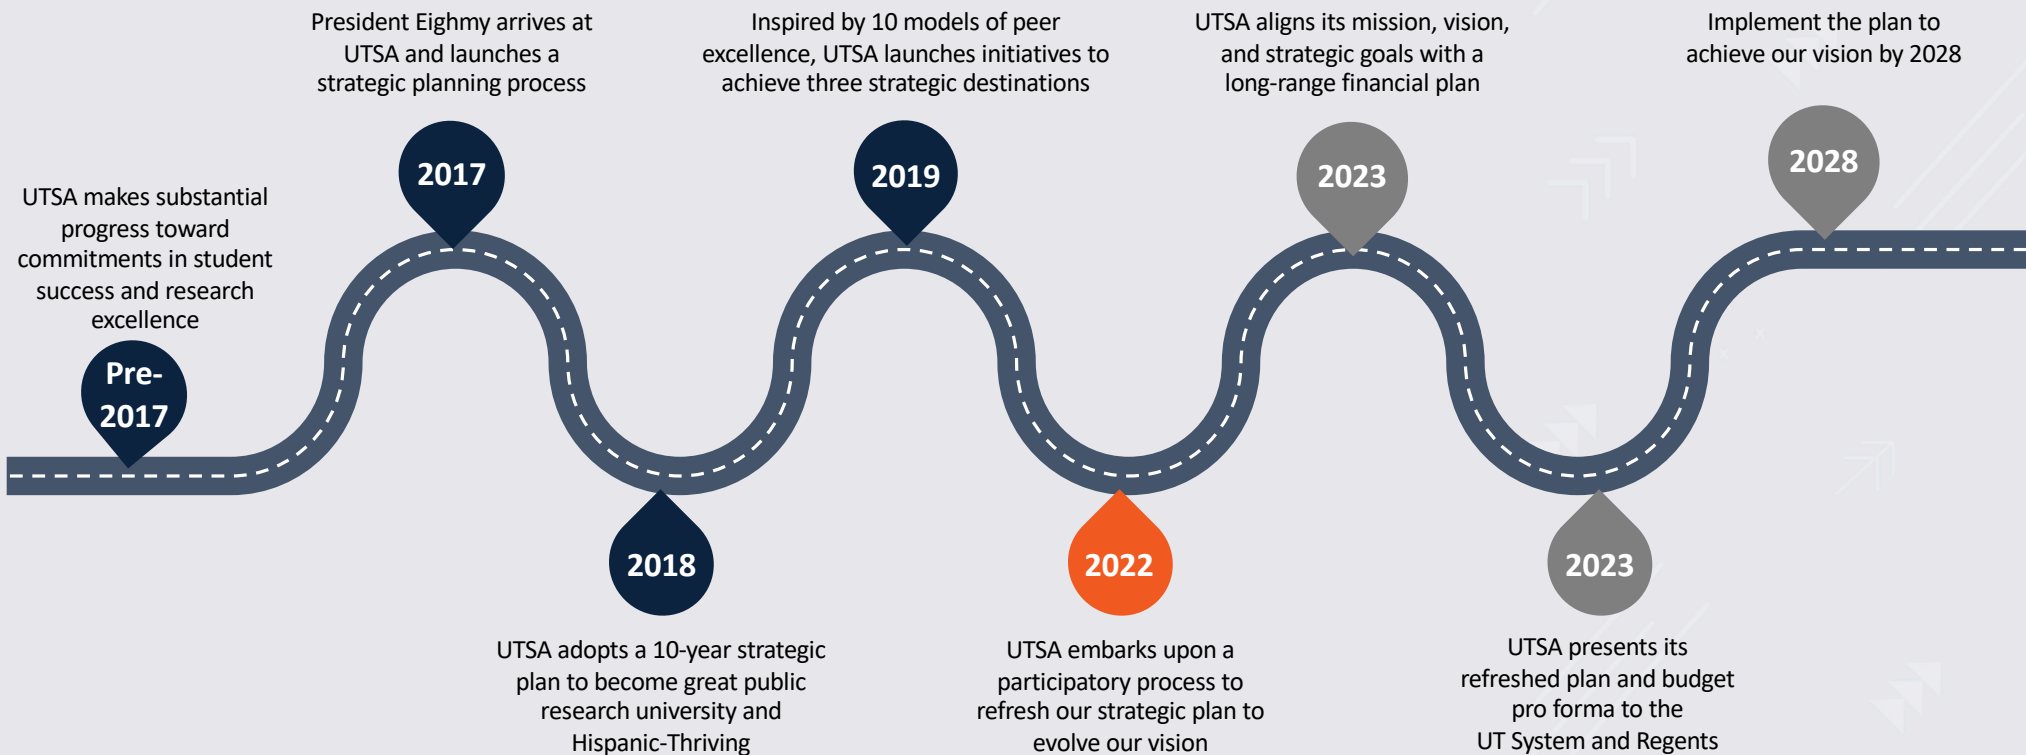 UTSA makes substantial
progress toward
commitments in student
success and research
excellence
Pre-
2017
President Eighmy arrives at
UTSA and launches a
strategic planning process
2017
UTSA adopts a 10-year strategic
plan to become great public
research university and
Hispanic-Thriving
2018
Inspired by 10 models of peer
excellence, UTSA launches initiatives to
achieve three strategic destinations
2019
UTSA embarks upon a
participatory process to
refresh our strategic plan to
evolve our vision
2022
UTSA aligns its mission, vision,
and strategic goals with a
long-range financial plan
2023
UTSA presents its
refreshed plan and budget
pro forma to the
UT System and Regents
2023
Implement the plan to
achieve our vision by 2028
2028